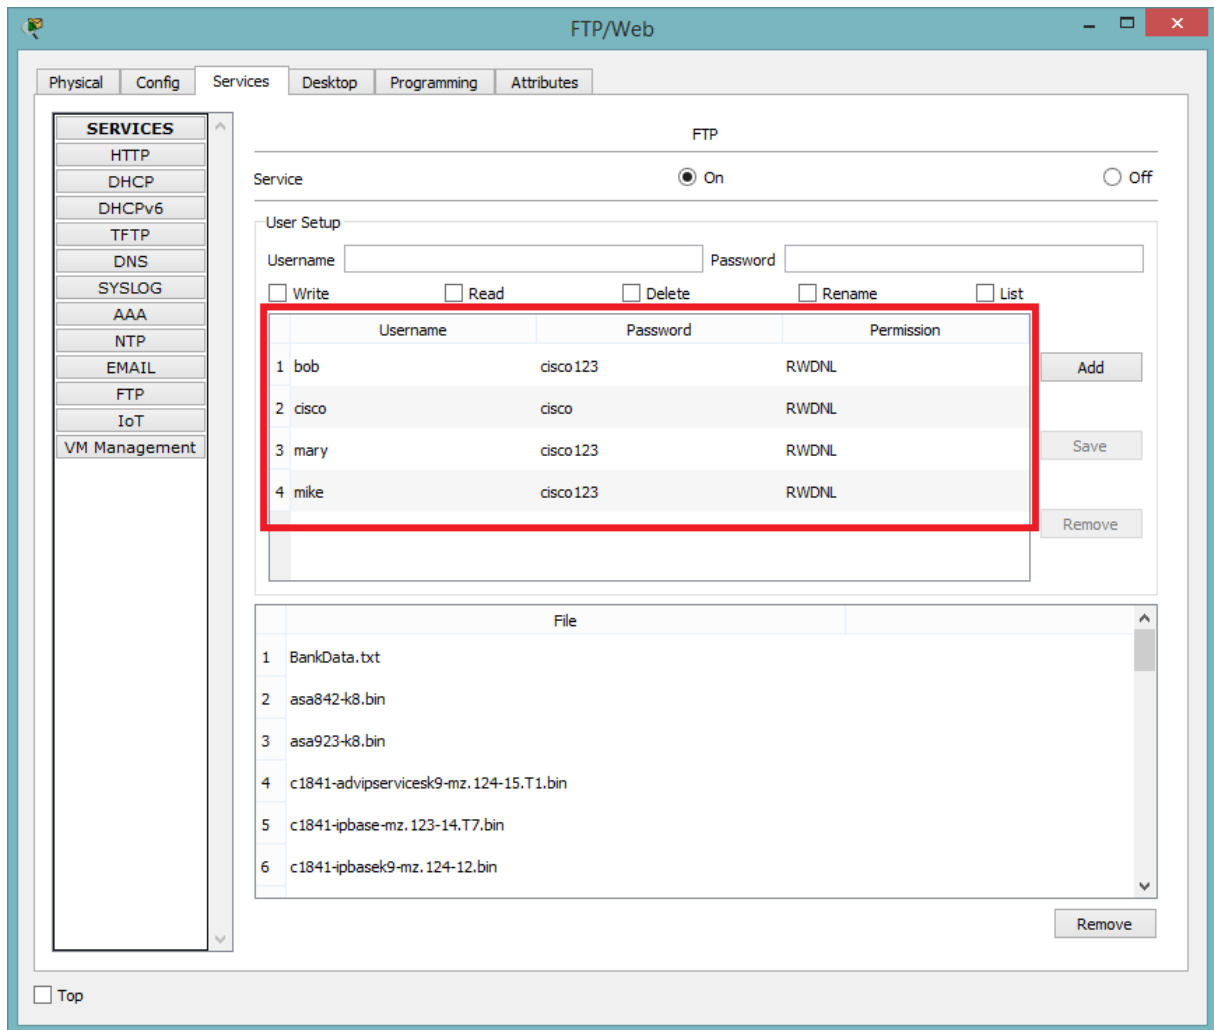 FTP/Web
Physical Config Services Desktop Programming Attributes
SERVICES
HTTP
DHCP
DHCPv6
TFTP
DNS
SYSLOG
AAA
NTP
EMAIL
FTP
IoT
VM Management
FTP
Service On Off
User Setup
Username Password
Write Read Delete Rename List
Username Password Permission
1 bob cisco123 RWDNL
2 cisco cisco RWDNL
3 mary cisco123 RWDNL
4 mike cisco123 RWDNL
Add
Save
Remove
File
1 BankData.txt
2 asa842-k8.bin
3 asa923-k8.bin
4 c1841-advipservicesk9-mz.124-15.T1.bin
5 c1841-ipbase-mz.123-14.T7.bin
6 c1841-ipbasek9-mz.124-12.bin
Remove
Top